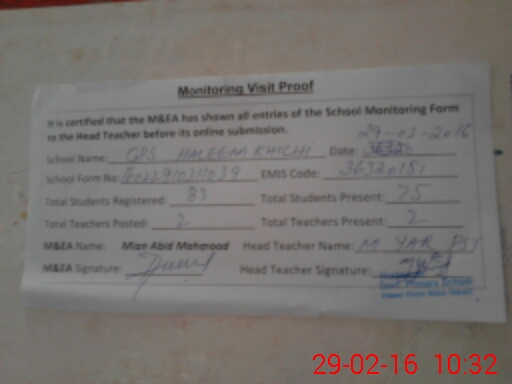 Monitoring Visit Proof
It is certified that the M&EA has shown all entries of the School Monitoring Form
to the Head Teacher before its online submission.
29-02-2016
School Name: GPS HALEEM KHICHI Date:
School Form No: EMIS Code: 36320151
Total Students Registered: 83 Total Students Present: 75
Total Teachers Posted: 2 Total Teachers Present: 2
M&EA Name: Mian Abid Mahmood Head Teacher Name: M YAR PST
M&EA Signature: Head Teacher Signature:
Govt. Primary School
29-02-16 10:32